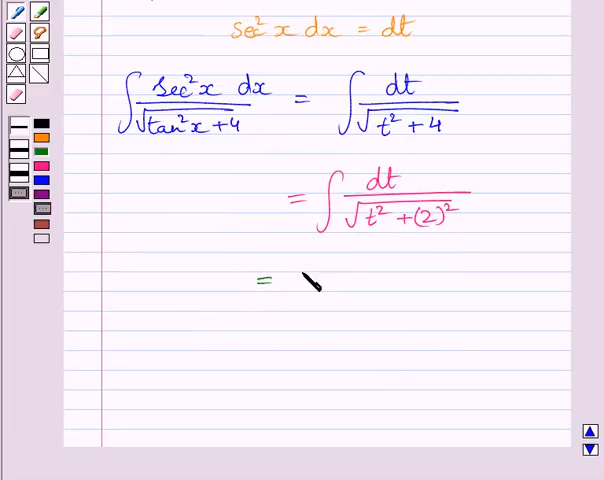 sec²x dx = dt
∫ sec²x dx / √(tan²x + 4) = ∫ dt / √(t² + 4)
= ∫ dt / √(t² + (2)²)
=